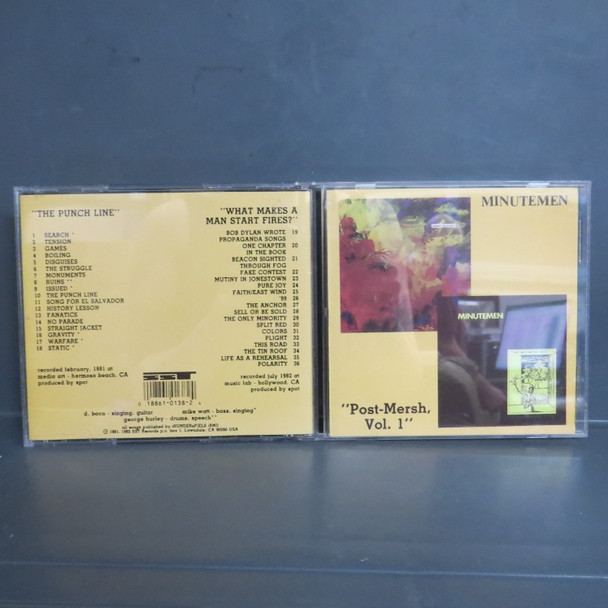 "THE PUNCH LINE"
1 SEARCH *
2 TENSION
3 GAMES
4 BOILING
5 DISGUISES
6 THE STRUGGLE
7 MONUMENTS
8 RUINS **
9 ISSUED *
10 THE PUNCH LINE
11 SONG FOR EL SALVADOR
12 HISTORY LESSON
13 FANATICS
14 NO PARADE
15 STRAIGHT JACKET
16 GRAVITY *
17 WARFARE *
18 STATIC *
recorded february, 1981 at
media art - hermosa beach, CA
produced by spot
"WHAT MAKES A
MAN START FIRES?"
BOB DYLAN WROTE 19
PROPAGANDA SONGS
ONE CHAPTER 20
IN THE BOOK
BEACON SIGHTED 21
THROUGH FOG
FAKE CONTEST 22
MUTINY IN JONESTOWN 23
PURE JOY 24
FAITH/EAST WIND 25
'99 26
THE ANCHOR 27
SELL OR BE SOLD 28
THE ONLY MINORITY 29
SPLIT RED 30
COLORS 31
PLIGHT 32
THIS ROAD 33
THE TIN ROOF 34
LIFE AS A REHEARSAL 35
POLARITY 36
recorded july 1982 at
music lab - hollywood, CA
produced by spot
SST
0 18861-0138-2
d. boon - singing, guitar
mike watt - bass, singing*
george hurley - drums, speech**
MINUTEMEN
MINUTEMEN
"Post-Mersh,
Vol. 1"